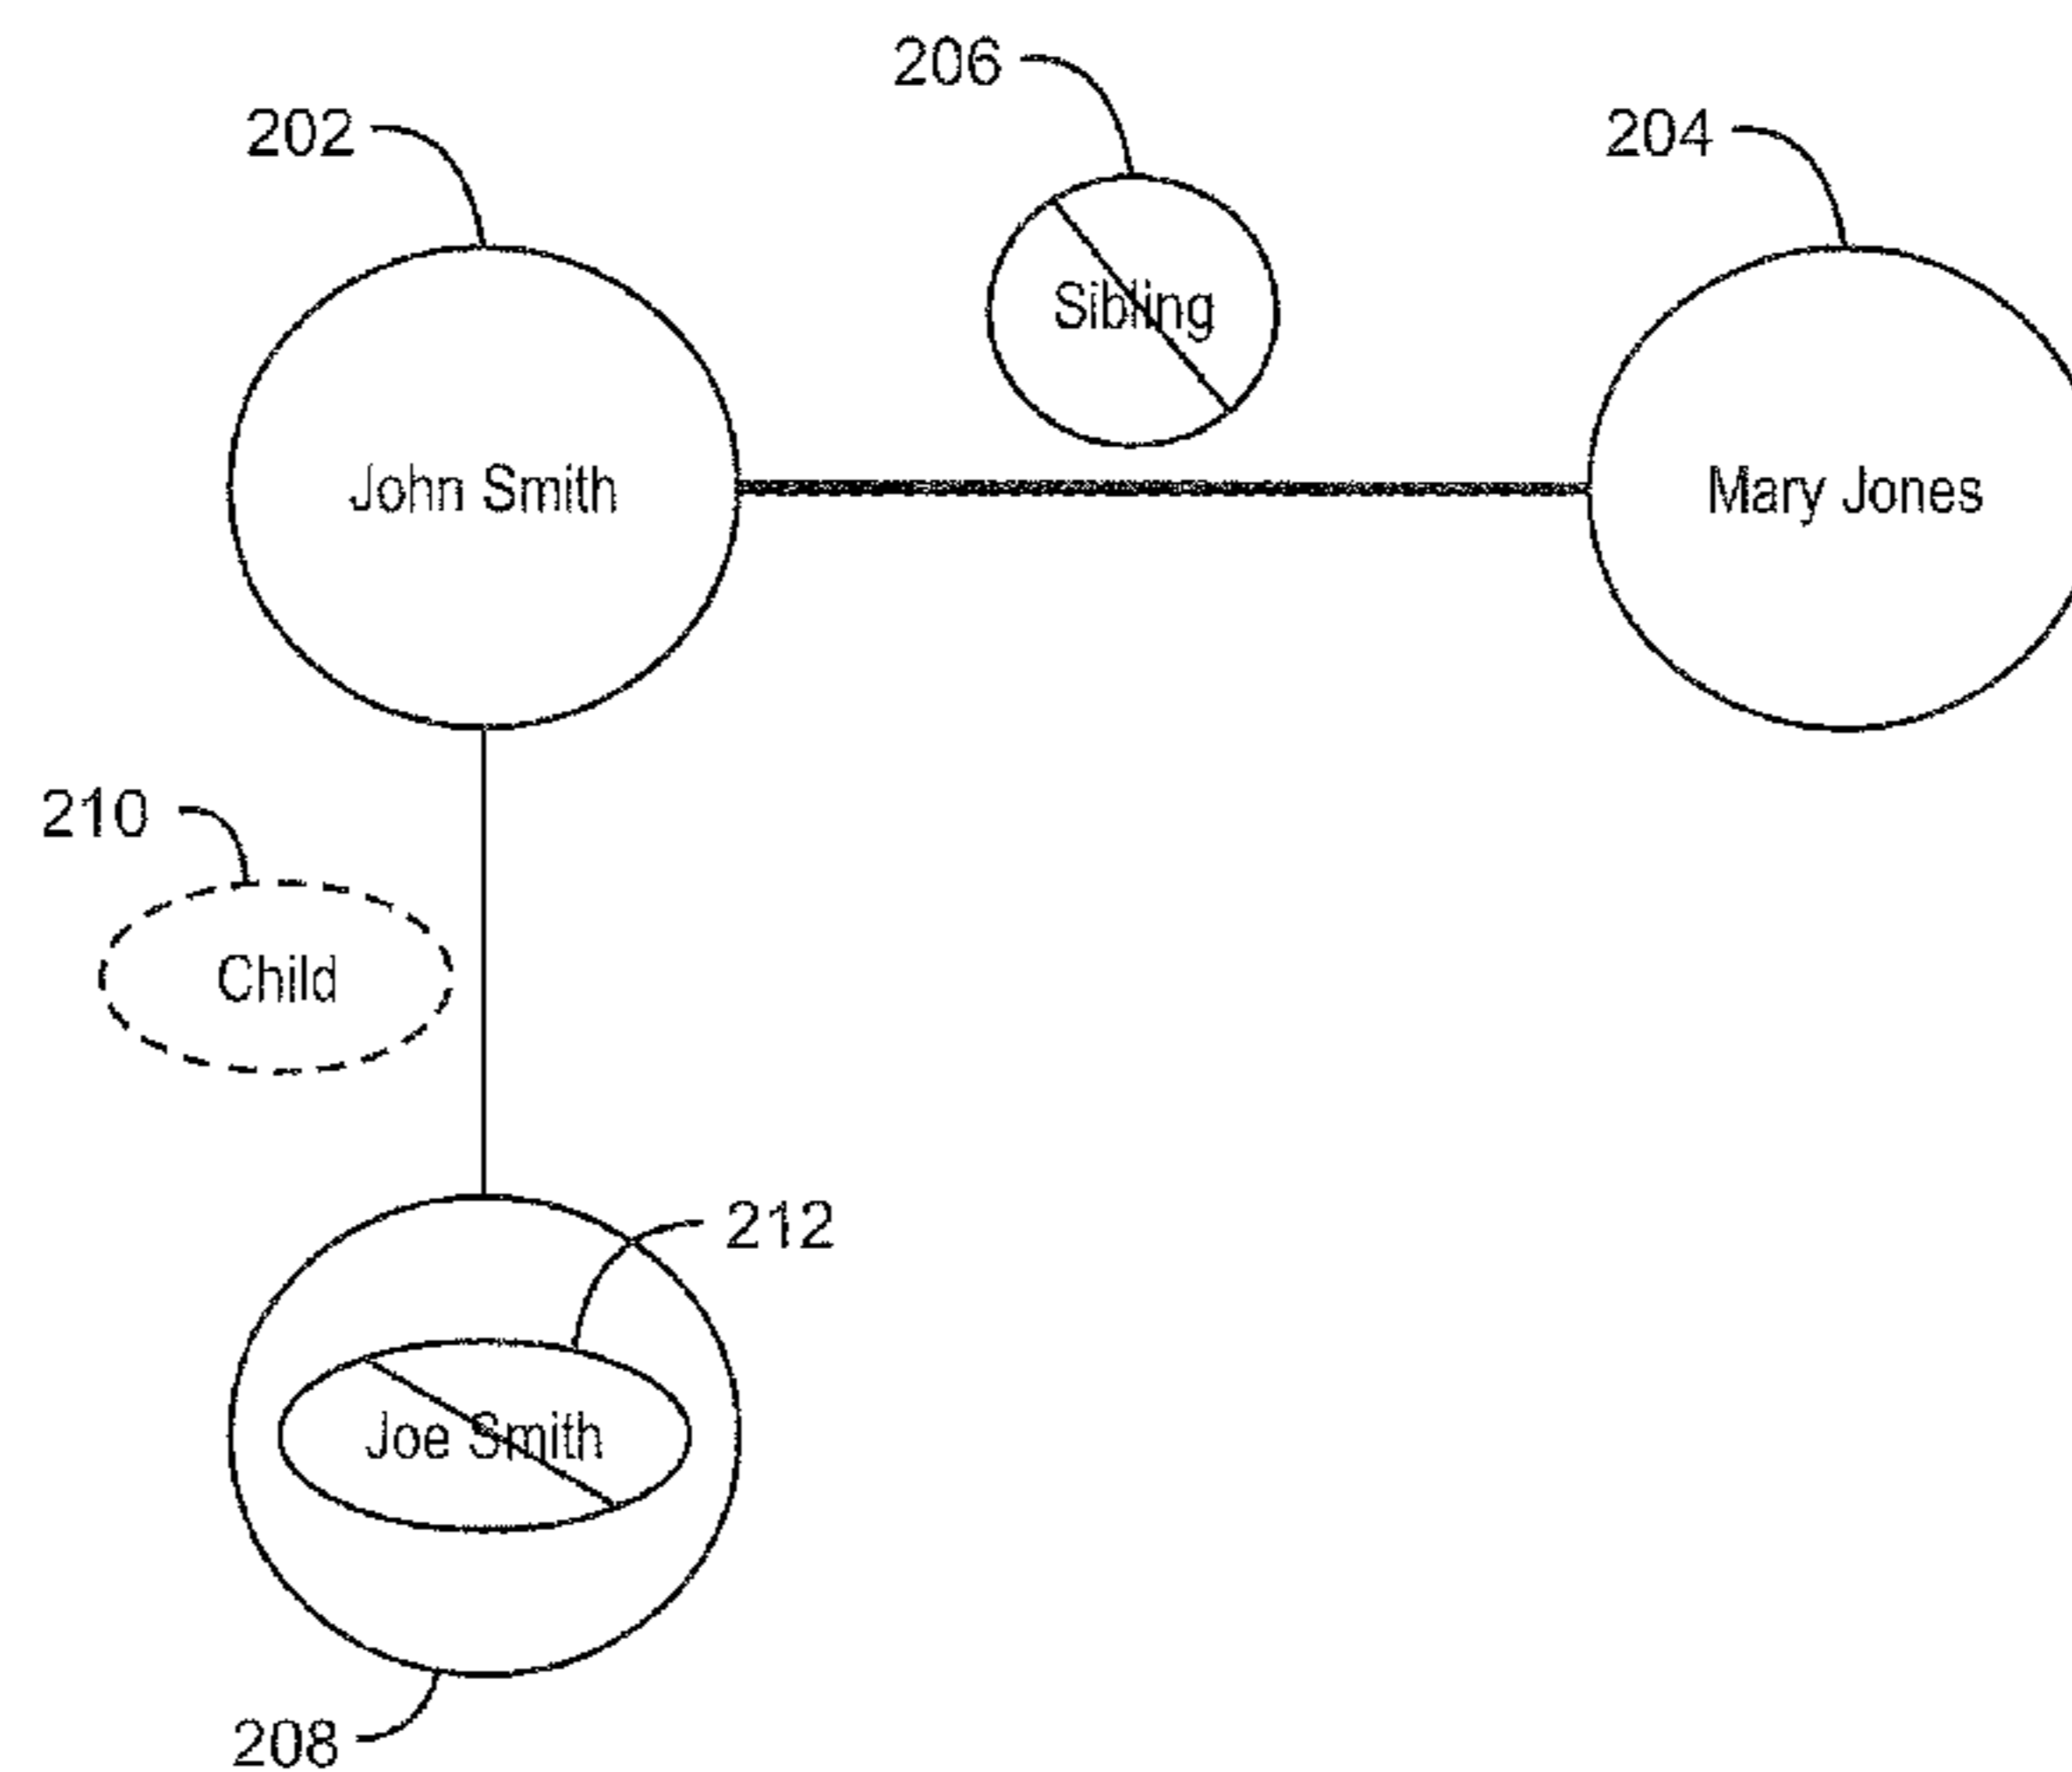 206
202
204
Sibling
John Smith
Mary Jones
210
Child
212
Joe Smith
208